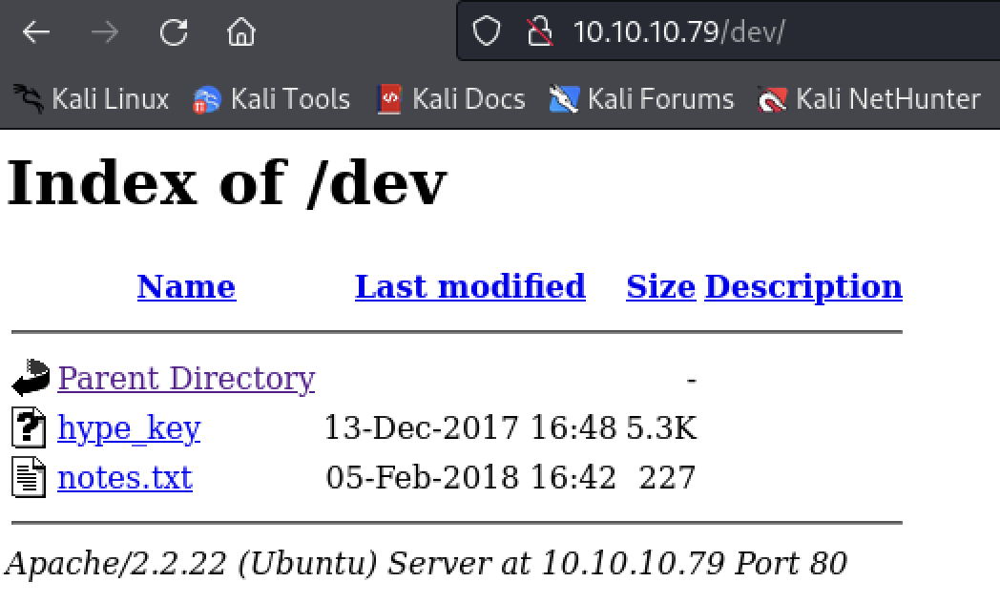 10.10.10.79/dev/
Kali Linux Kali Tools Kali Docs Kali Forums Kali NetHunter
Index of /dev
Name Last modified Size Description
Parent Directory -
hype_key 13-Dec-2017 16:48 5.3K
notes.txt 05-Feb-2018 16:42 227
Apache/2.2.22 (Ubuntu) Server at 10.10.10.79 Port 80